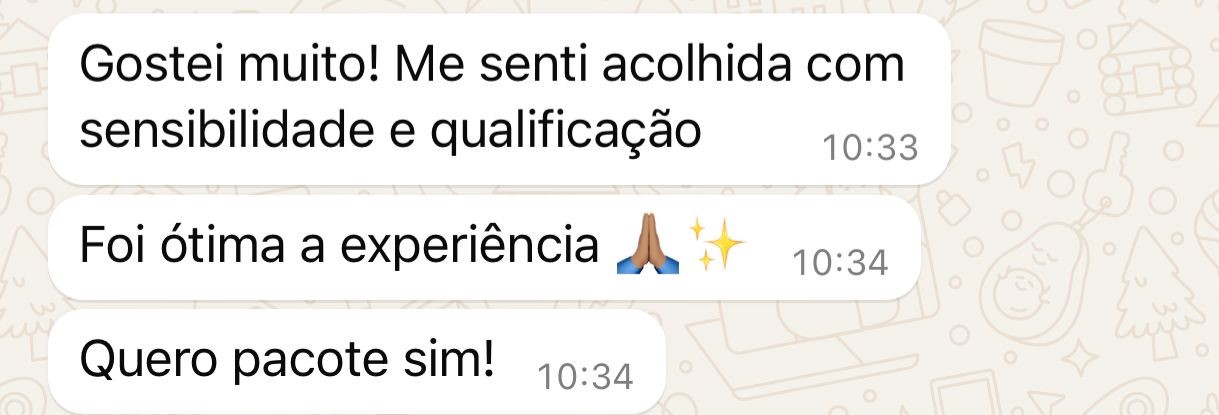 Gostei muito! Me senti acolhida com
sensibilidade e qualificação
10:33
Foi ótima a experiência 🙏🏽✨
10:34
Quero pacote sim!
10:34